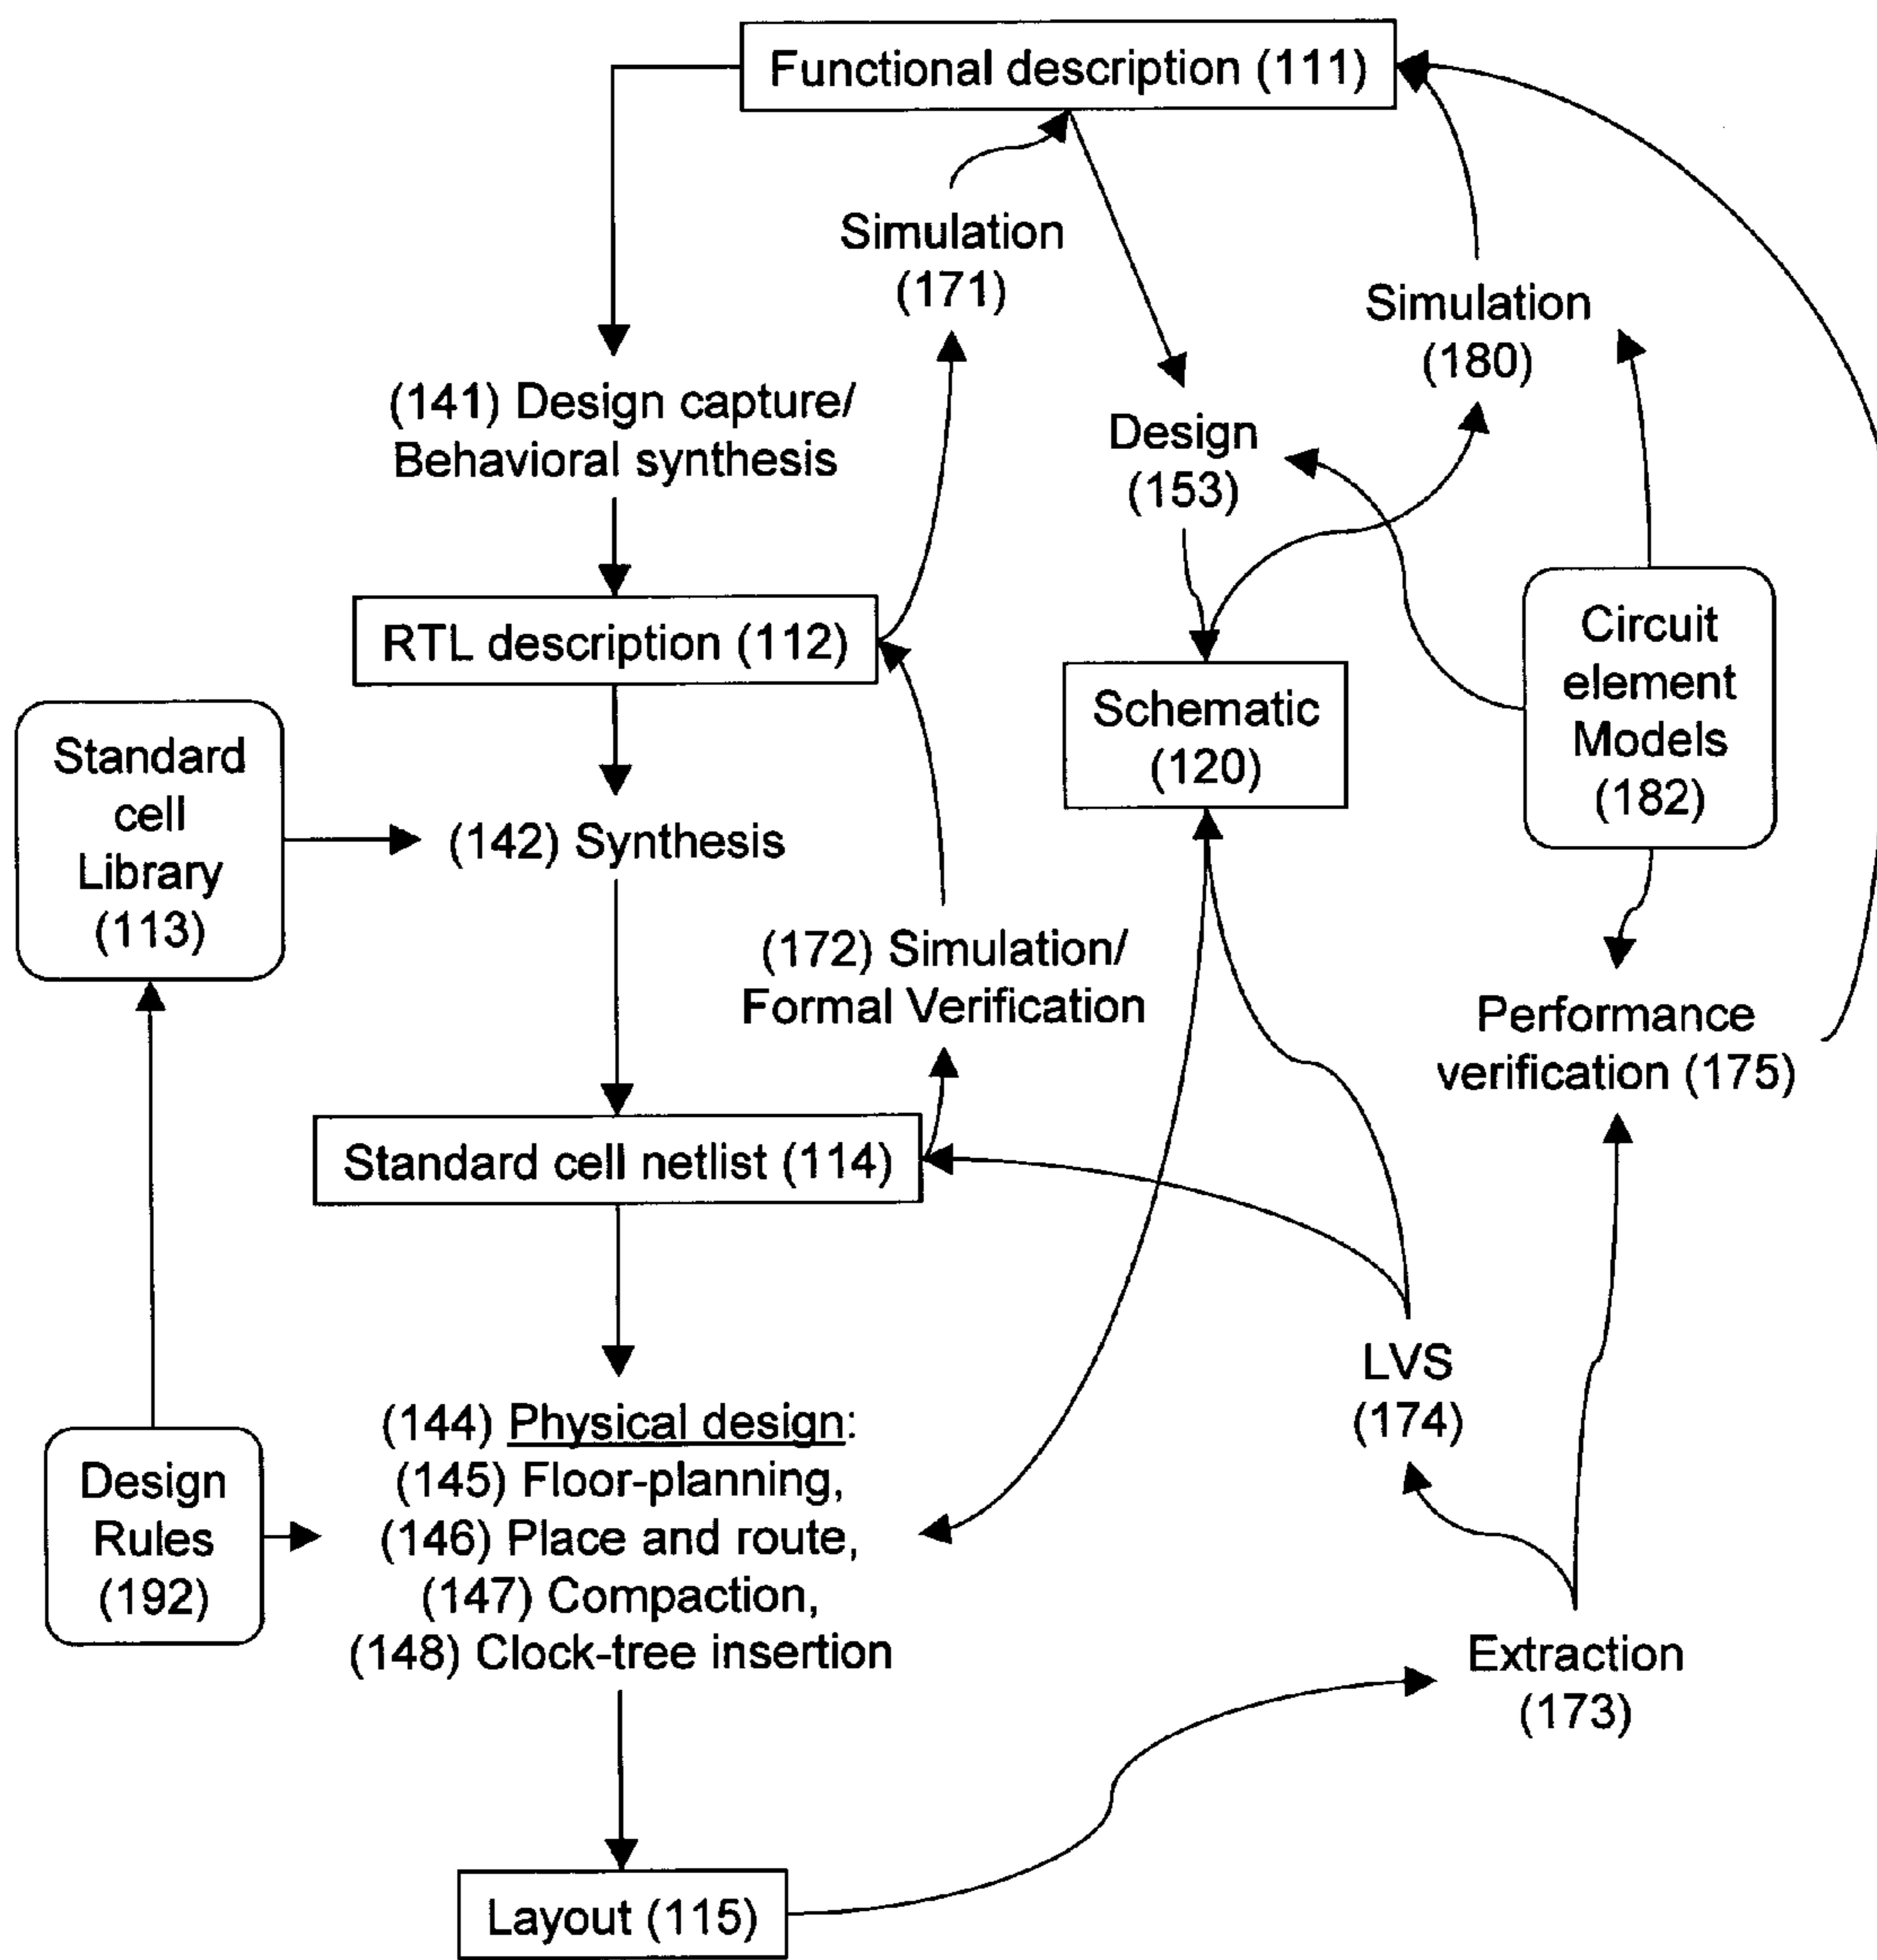 Functional description (111)
Simulation
(171)
Simulation
(180)
(141) Design capture/
Behavioral synthesis
Design
(153)
RTL description (112)
Circuit
element
Models
(182)
Schematic
(120)
Standard
cell
Library
(113)
(142) Synthesis
(172) Simulation/
Formal Verification
Performance
verification (175)
Standard cell netlist (114)
LVS
(174)
(144) Physical design:
(145) Floor-planning,
(146) Place and route,
(147) Compaction,
(148) Clock-tree insertion
Design
Rules
(192)
Extraction
(173)
Layout (115)